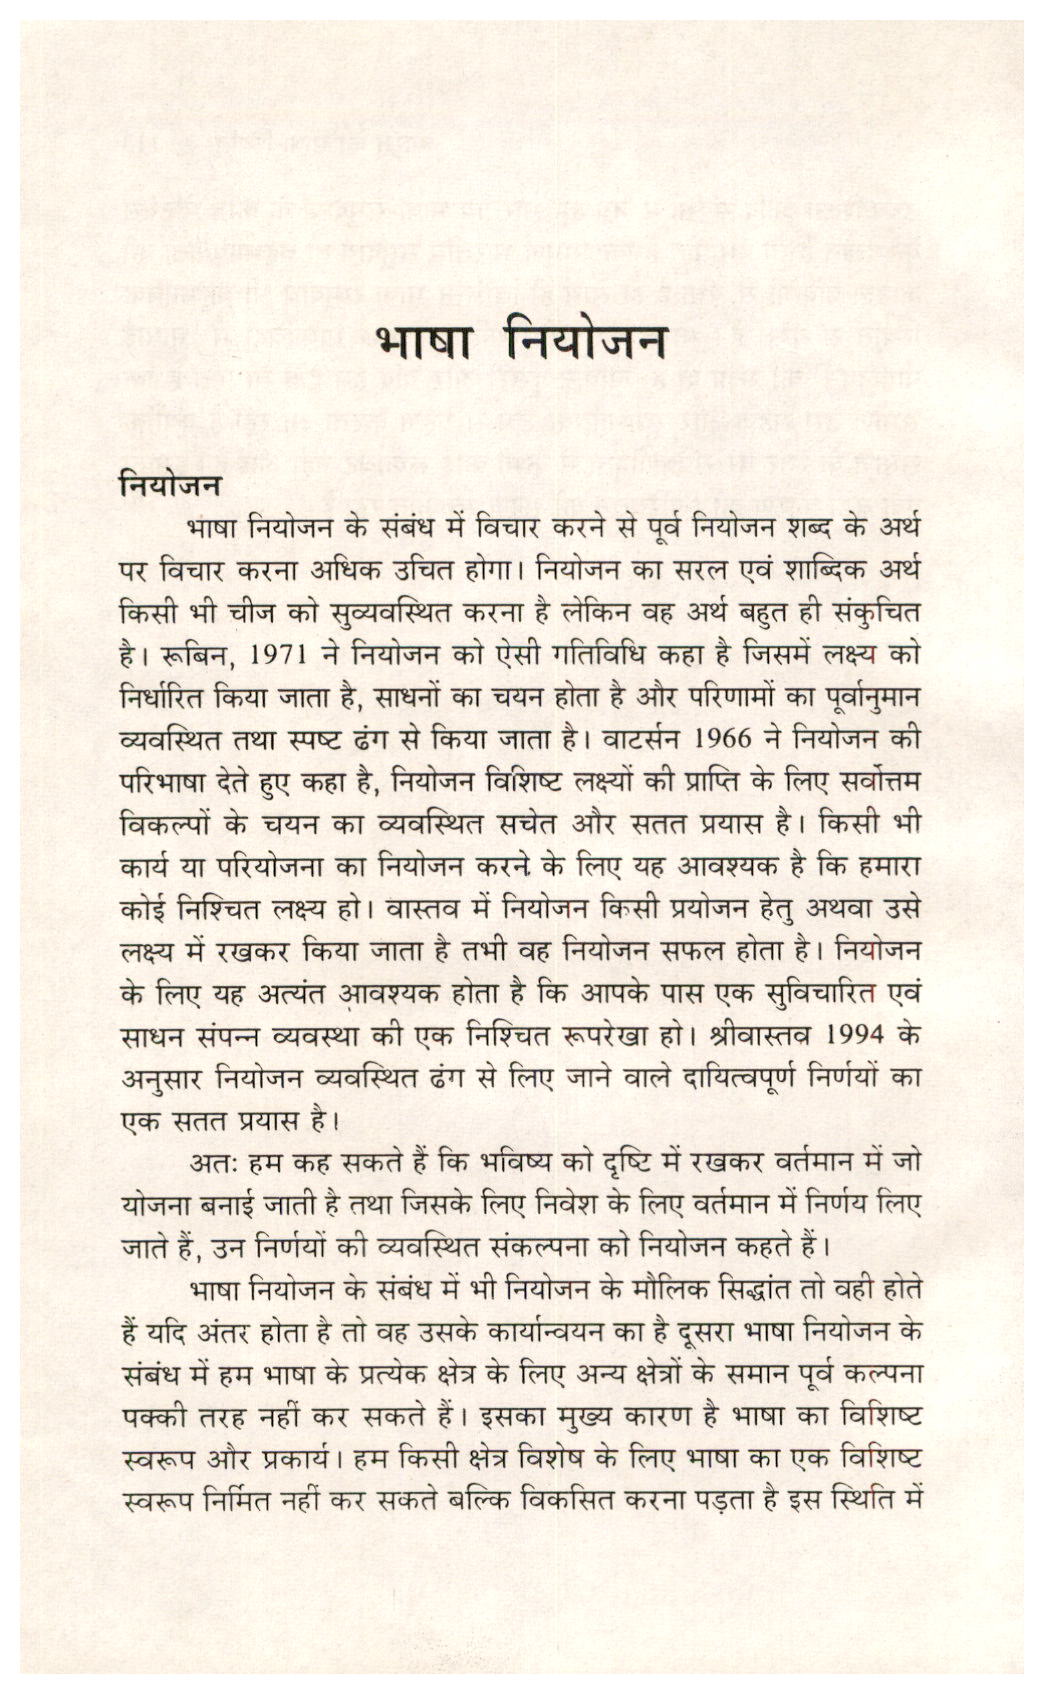 भाषा नियोजन
नियोजन
भाषा नियोजन के संबंध में विचार करने से पूर्व नियोजन शब्द के अर्थ
पर विचार करना अधिक उचित होगा। नियोजन का सरल एवं शाब्दिक अर्थ
किसी भी चीज को सुव्यवस्थित करना है लेकिन वह अर्थ बहुत ही संकुचित
है। रूबिन, 1971 ने नियोजन को ऐसी गतिविधि कहा है जिसमें लक्ष्य को
निर्धारित किया जाता है, साधनों का चयन होता है और परिणामों का पूर्वानुमान
व्यवस्थित तथा स्पष्ट ढंग से किया जाता है। वाटर्सन 1966 ने नियोजन की
परिभाषा देते हुए कहा है, नियोजन विशिष्ट लक्ष्यों की प्राप्ति के लिए सर्वोत्तम
विकल्पों के चयन का व्यवस्थित सचेत और सतत प्रयास है। किसी भी
कार्य या परियोजना का नियोजन करने के लिए यह आवश्यक है कि हमारा
कोई निश्चित लक्ष्य हो। वास्तव में नियोजन किसी प्रयोजन हेतु अथवा उसे
लक्ष्य में रखकर किया जाता है तभी वह नियोजन सफल होता है। नियोजन
के लिए यह अत्यंत आवश्यक होता है कि आपके पास एक सुविचारित एवं
साधन संपन्न व्यवस्था की एक निश्चित रूपरेखा हो। श्रीवास्तव 1994 के
अनुसार नियोजन व्यवस्थित ढंग से लिए जाने वाले दायित्वपूर्ण निर्णयों का
एक सतत प्रयास है।
अतः हम कह सकते हैं कि भविष्य को दृष्टि में रखकर वर्तमान में जो
योजना बनाई जाती है तथा जिसके लिए निवेश के लिए वर्तमान में निर्णय लिए
जाते हैं, उन निर्णयों की व्यवस्थित संकल्पना को नियोजन कहते हैं।
भाषा नियोजन के संबंध में भी नियोजन के मौलिक सिद्धांत तो वही होते
हैं यदि अंतर होता है तो वह उसके कार्यान्वयन का है दूसरा भाषा नियोजन के
संबंध में हम भाषा के प्रत्येक क्षेत्र के लिए अन्य क्षेत्रों के समान पूर्व कल्पना
पक्की तरह नहीं कर सकते हैं। इसका मुख्य कारण है भाषा का विशिष्ट
स्वरूप और प्रकार्य। हम किसी क्षेत्र विशेष के लिए भाषा का एक विशिष्ट
स्वरूप निर्मित नहीं कर सकते बल्कि विकसित करना पड़ता है इस स्थिति में